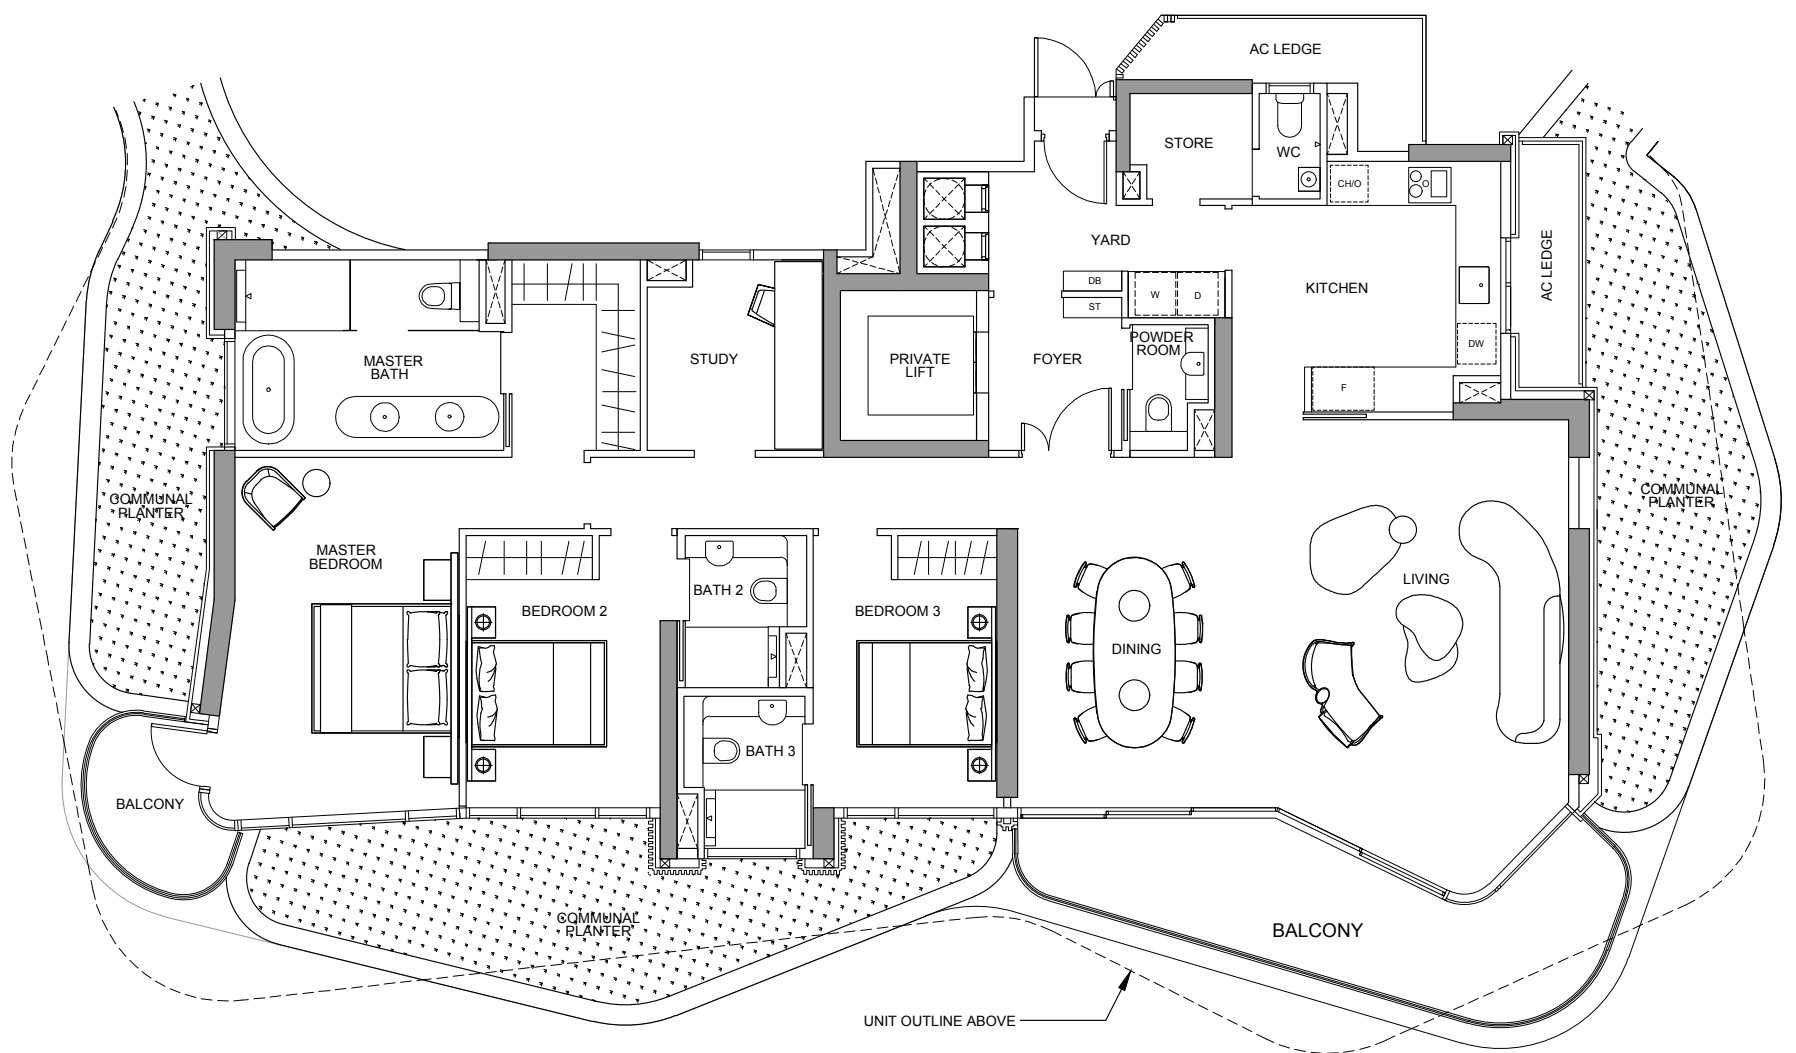 AC LEDGE
STORE
WC
CH/O
O
YARD
AC LEDGE
DB
W
D
KITCHEN
ST
POWDER
ROOM
DW
MASTER
BATH
STUDY
PRIVATE
LIFT
FOYER
F
COMMUNAL
PLANTER
COMMUNAL
PLANTER
MASTER
BEDROOM
BATH 2
LIVING
BEDROOM 2
BEDROOM 3
DINING
BATH 3
BALCONY
COMMUNAL
PLANTER
BALCONY
UNIT OUTLINE ABOVE